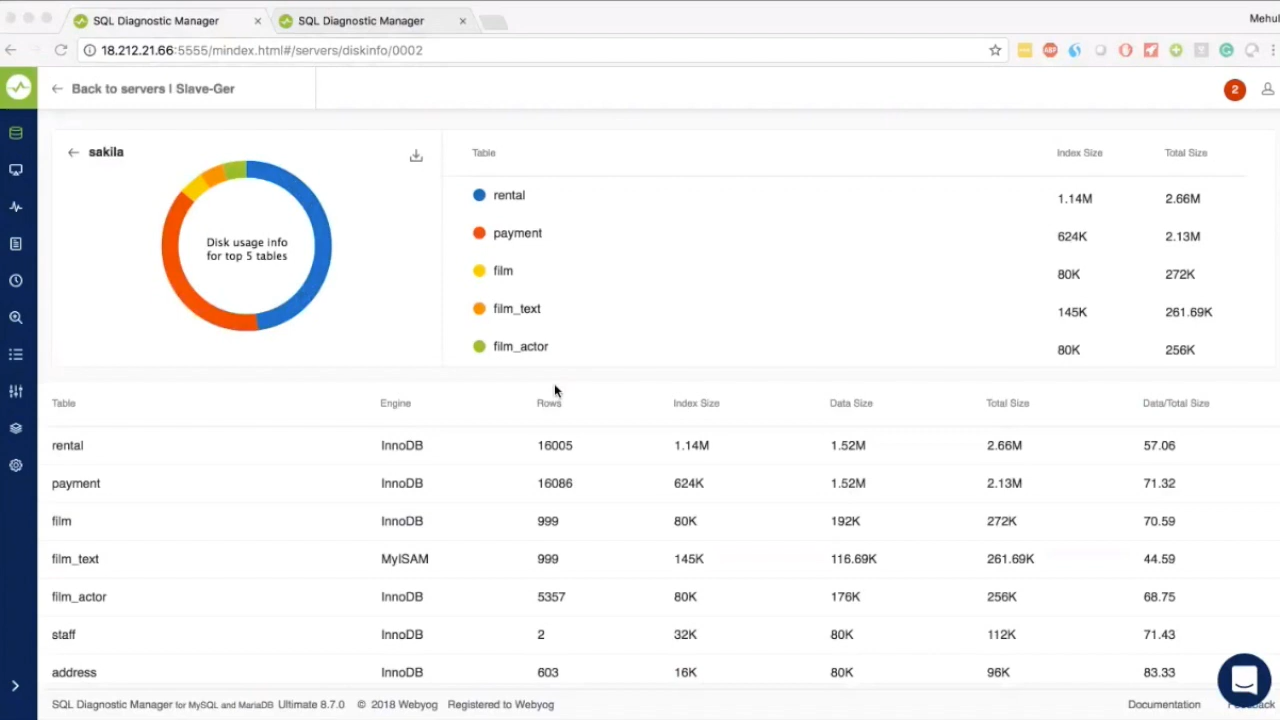 SQL Diagnostic Manager × SQL Diagnostic Manager × Mehul
18.212.21.66:5555/mindex.html#/servers/diskinfo/0002
← Back to servers | Slave-Ger 2
← sakila
Disk usage info
for top 5 tables
Table Index Size Total Size
rental 1.14M 2.66M
payment 624K 2.13M
film 80K 272K
film_text 145K 261.69K
film_actor 80K 256K
Table Engine Rows Index Size Data Size Total Size Data/Total Size
rental InnoDB 16005 1.14M 1.52M 2.66M 57.06
payment InnoDB 16086 624K 1.52M 2.13M 71.32
film InnoDB 999 80K 192K 272K 70.59
film_text MyISAM 999 145K 116.69K 261.69K 44.59
film_actor InnoDB 5357 80K 176K 256K 68.75
staff InnoDB 2 32K 80K 112K 71.43
address InnoDB 603 16K 80K 96K 83.33
SQL Diagnostic Manager for MySQL and MariaDB Ultimate 8.7.0 © 2018 Webyog Registered to Webyog Documentation